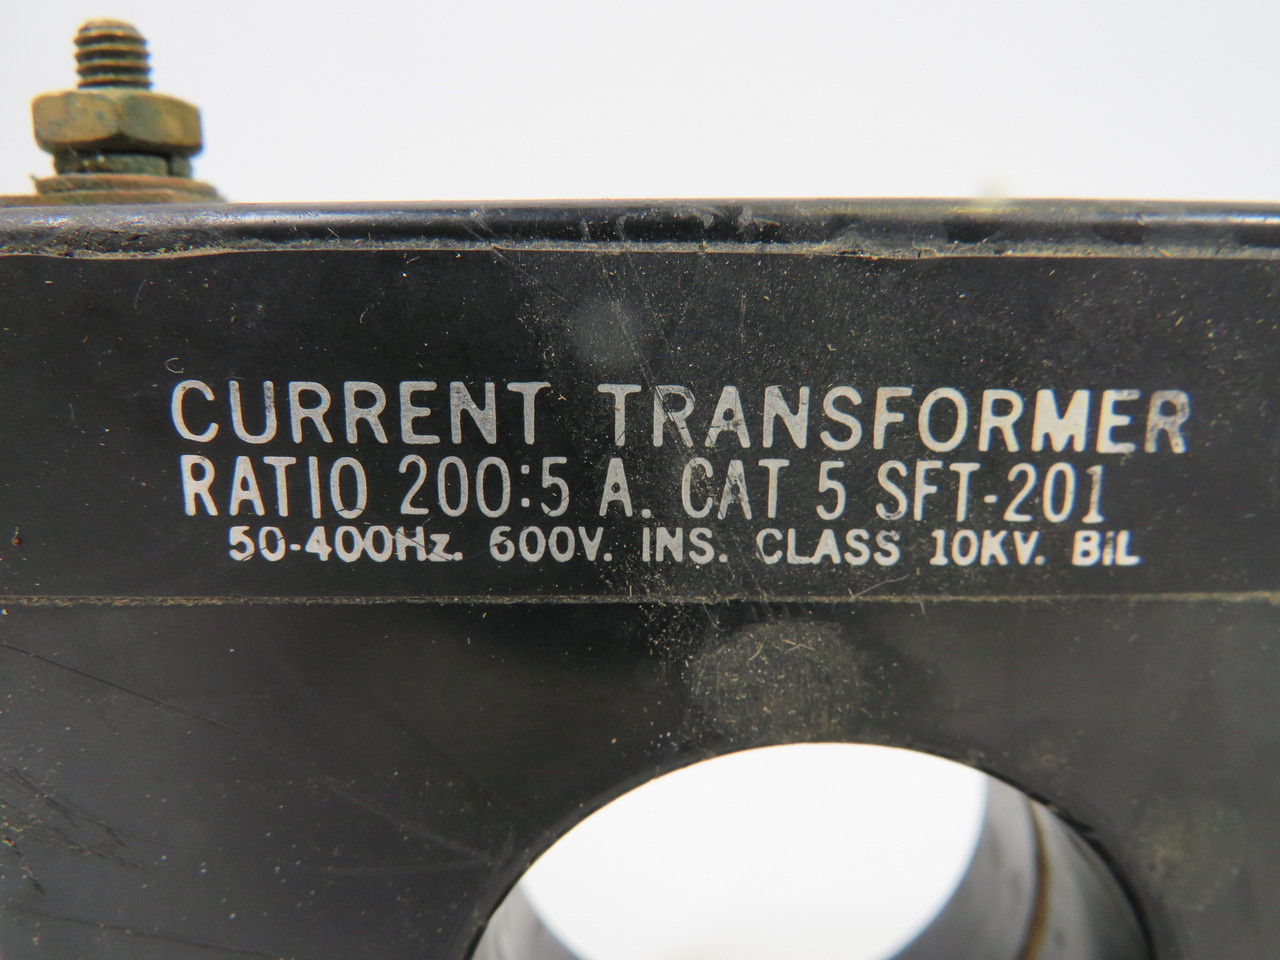 CURRENT TRANSFORMER
RATIO 200:5 A. CAT 5 SFT-201
50-400Hz. 600V. INS. CLASS 10KV. BiL